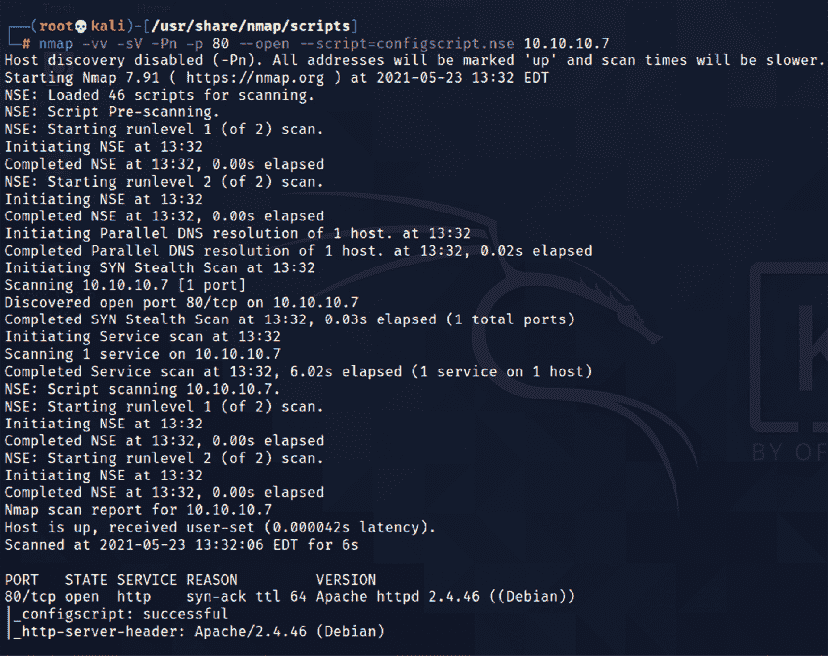 ┌──(root💀kali)-[/usr/share/nmap/scripts]
└─# nmap -vv -sV -Pn -p 80 --open --script=configscript.nse 10.10.10.7
Host discovery disabled (-Pn). All addresses will be marked 'up' and scan times will be slower.
Starting Nmap 7.91 ( https://nmap.org ) at 2021-05-23 13:32 EDT
NSE: Loaded 46 scripts for scanning.
NSE: Script Pre-scanning.
NSE: Starting runlevel 1 (of 2) scan.
Initiating NSE at 13:32
Completed NSE at 13:32, 0.00s elapsed
NSE: Starting runlevel 2 (of 2) scan.
Initiating NSE at 13:32
Completed NSE at 13:32, 0.00s elapsed
Initiating Parallel DNS resolution of 1 host. at 13:32
Completed Parallel DNS resolution of 1 host. at 13:32, 0.02s elapsed
Initiating SYN Stealth Scan at 13:32
Scanning 10.10.10.7 [1 port]
Discovered open port 80/tcp on 10.10.10.7
Completed SYN Stealth Scan at 13:32, 0.03s elapsed (1 total ports)
Initiating Service scan at 13:32
Scanning 1 service on 10.10.10.7
Completed Service scan at 13:32, 6.02s elapsed (1 service on 1 host)
NSE: Script scanning 10.10.10.7.
NSE: Starting runlevel 1 (of 2) scan.
Initiating NSE at 13:32
Completed NSE at 13:32, 0.00s elapsed
NSE: Starting runlevel 2 (of 2) scan.
Initiating NSE at 13:32
Completed NSE at 13:32, 0.00s elapsed
Nmap scan report for 10.10.10.7
Host is up, received user-set (0.000042s latency).
Scanned at 2021-05-23 13:32:06 EDT for 6s
PORT   STATE SERVICE REASON         VERSION
80/tcp open  http    syn-ack ttl 64 Apache httpd 2.4.46 ((Debian))
|_configscript: successful
|_http-server-header: Apache/2.4.46 (Debian)
K
BY OF